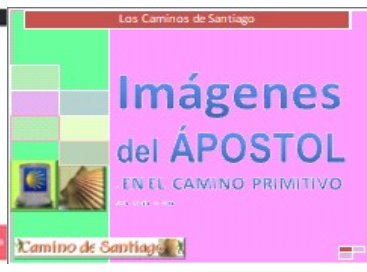 Los Caminos de Santiago
Imágenes
del ÁPOSTOL
EN EL CAMINO PRIMITIVO
Camino de Santiago